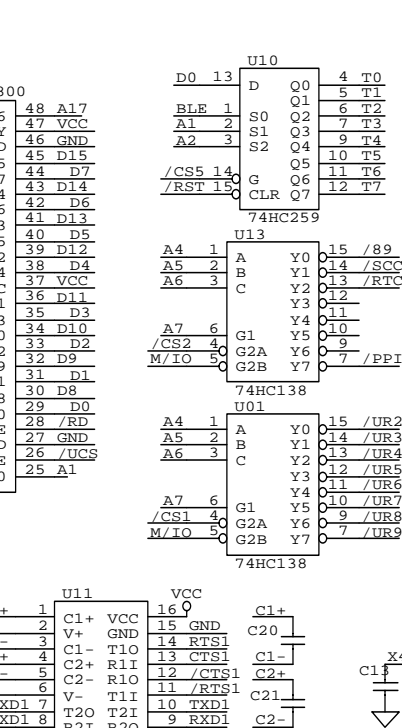 U10
D0 13 D Q0 4 T0
Q1 5 T1
BLE 1 S0 Q2 6 T2
A1 2 S1 Q3 7 T3
A2 3 S2 Q4 9 T4
Q5 10 T5
/CS5 14 G Q6 11 T6
/RST 15 CLR Q7 12 T7
74HC259
U13
A4 1 A Y0 15 /89
A5 2 B Y1 14 /SCC
A6 3 C Y2 13 /RTC
Y3 12
Y4 11
A7 6 G1 Y5 10
/CS2 4 G2A Y6 9
M/IO 5 G2B Y7 7 /PPI
74HC138
U01
A4 1 A Y0 15 /UR2
A5 2 B Y1 14 /UR3
A6 3 C Y2 13 /UR4
Y3 12 /UR5
Y4 11 /UR6
A7 6 G1 Y5 10 /UR7
/CS1 4 G2A Y6 9 /UR8
M/IO 5 G2B Y7 7 /UR9
74HC138
300
48 A17
47 VCC
46 GND
45 D15
44 D7
43 D14
42 D6
41 D13
40 D5
39 D12
38 D4
37 VCC
36 D11
35 D3
34 D10
33 D2
32 D9
31 D1
30 D8
29 D0
28 /RD
27 GND
26 /UCS
25 A1
U11 VCC
+ 1 C1+ VCC 16
2 V+ GND 15 GND
- 3 C1- T1O 14 RTS1
+ 4 C2+ R1I 13 CTS1
- 5 C2- R1O 12 /CTS1
6 V- T1I 11 /RTS1
XD1 7 T2O T2I 10 TXD1
XD1 8 R2I R2O 9 RXD1
C1+
C20
C1-
C2+
C21
C2-
X4
C13